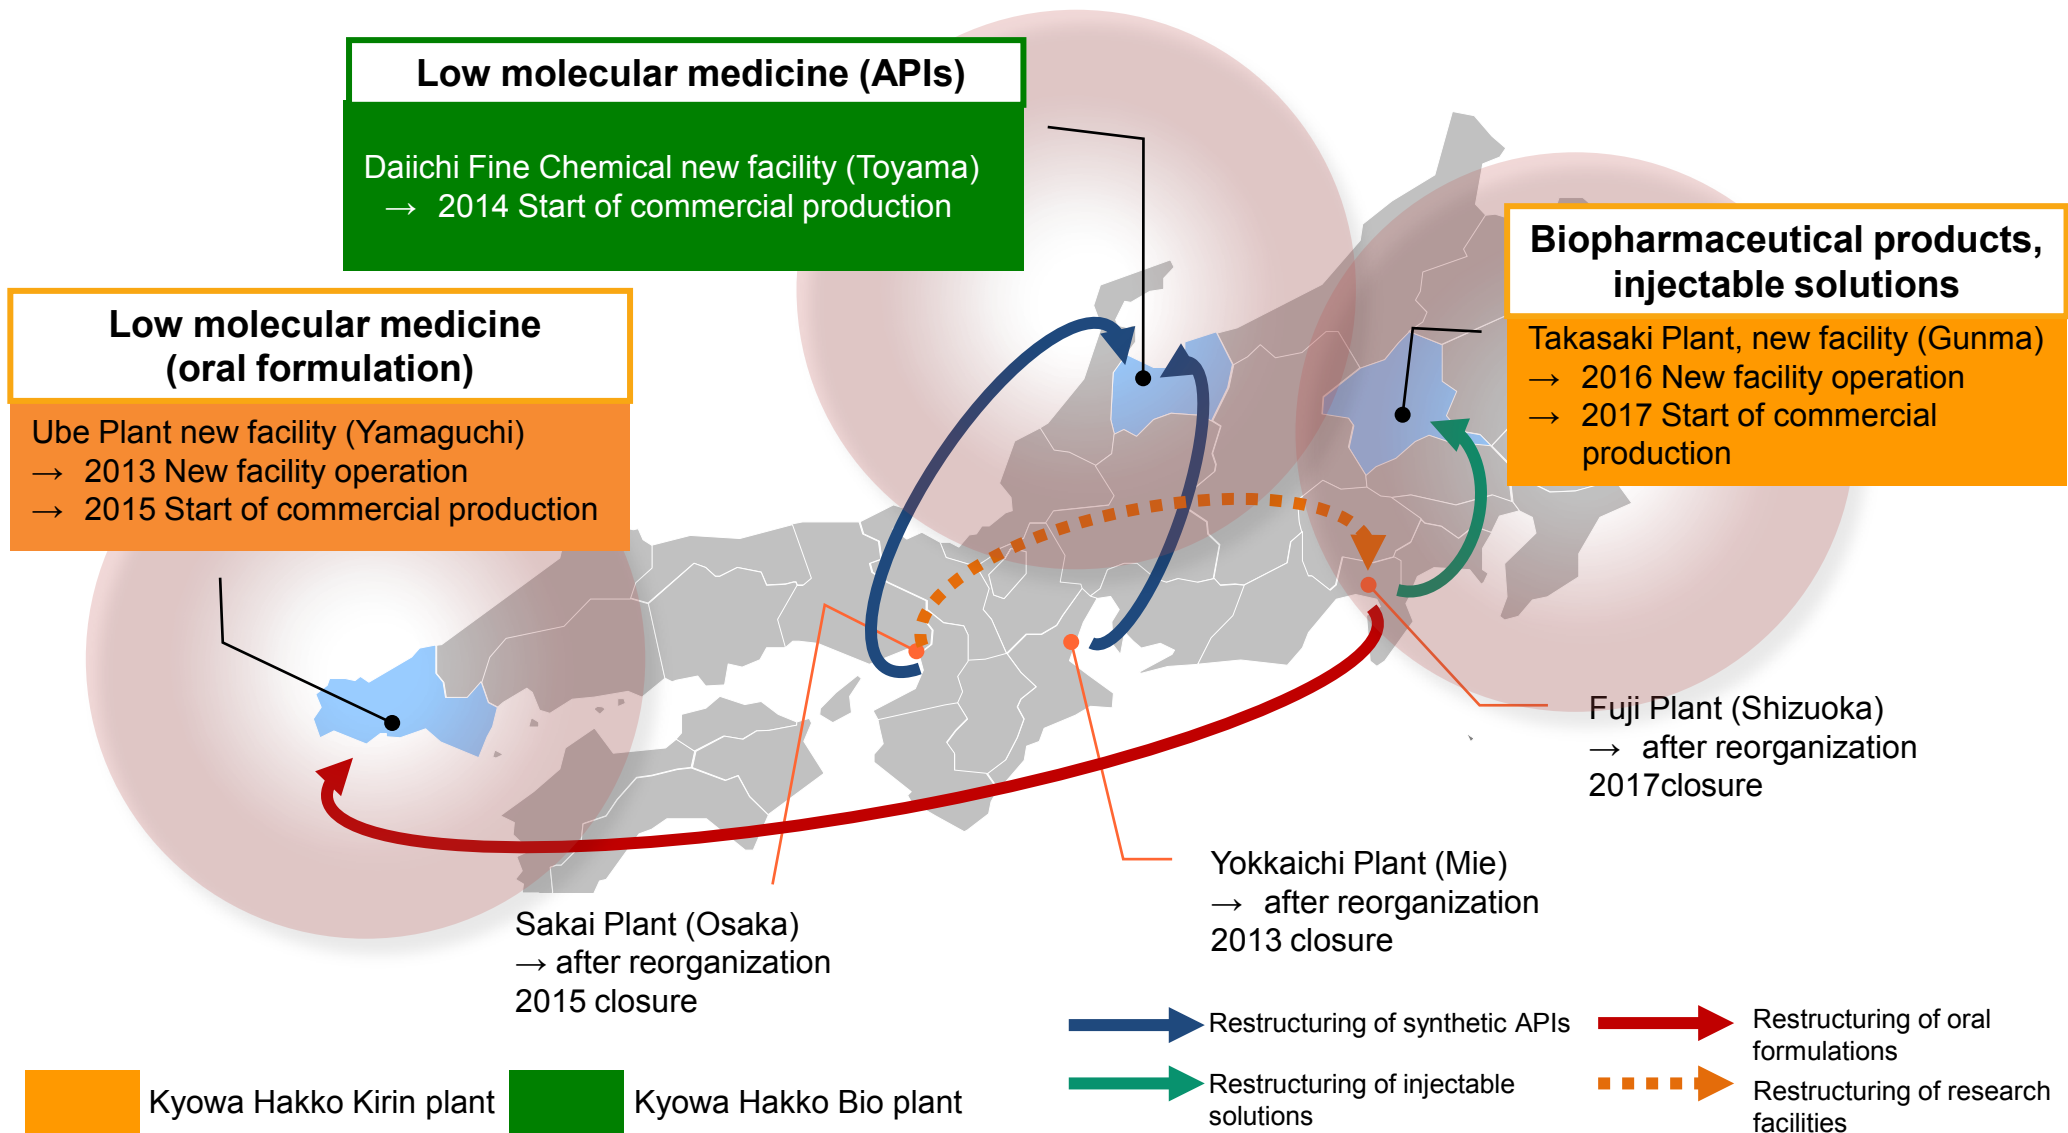 Low molecular medicine (APIs)
Daiichi Fine Chemical new facility (Toyama)
→ 2014 Start of commercial production
Biopharmaceutical products,
injectable solutions
Takasaki Plant, new facility (Gunma)
→ 2016 New facility operation
→ 2017 Start of commercial
production
Low molecular medicine
(oral formulation)
Ube Plant new facility (Yamaguchi)
→ 2013 New facility operation
→ 2015 Start of commercial production
Fuji Plant (Shizuoka)
→ after reorganization
2017closure
Yokkaichi Plant (Mie)
→ after reorganization
2013 closure
Sakai Plant (Osaka)
→ after reorganization
2015 closure
Restructuring of synthetic APIs
Restructuring of oral
formulations
Restructuring of injectable
solutions
Restructuring of research
facilities
Kyowa Hakko Kirin plant
Kyowa Hakko Bio plant